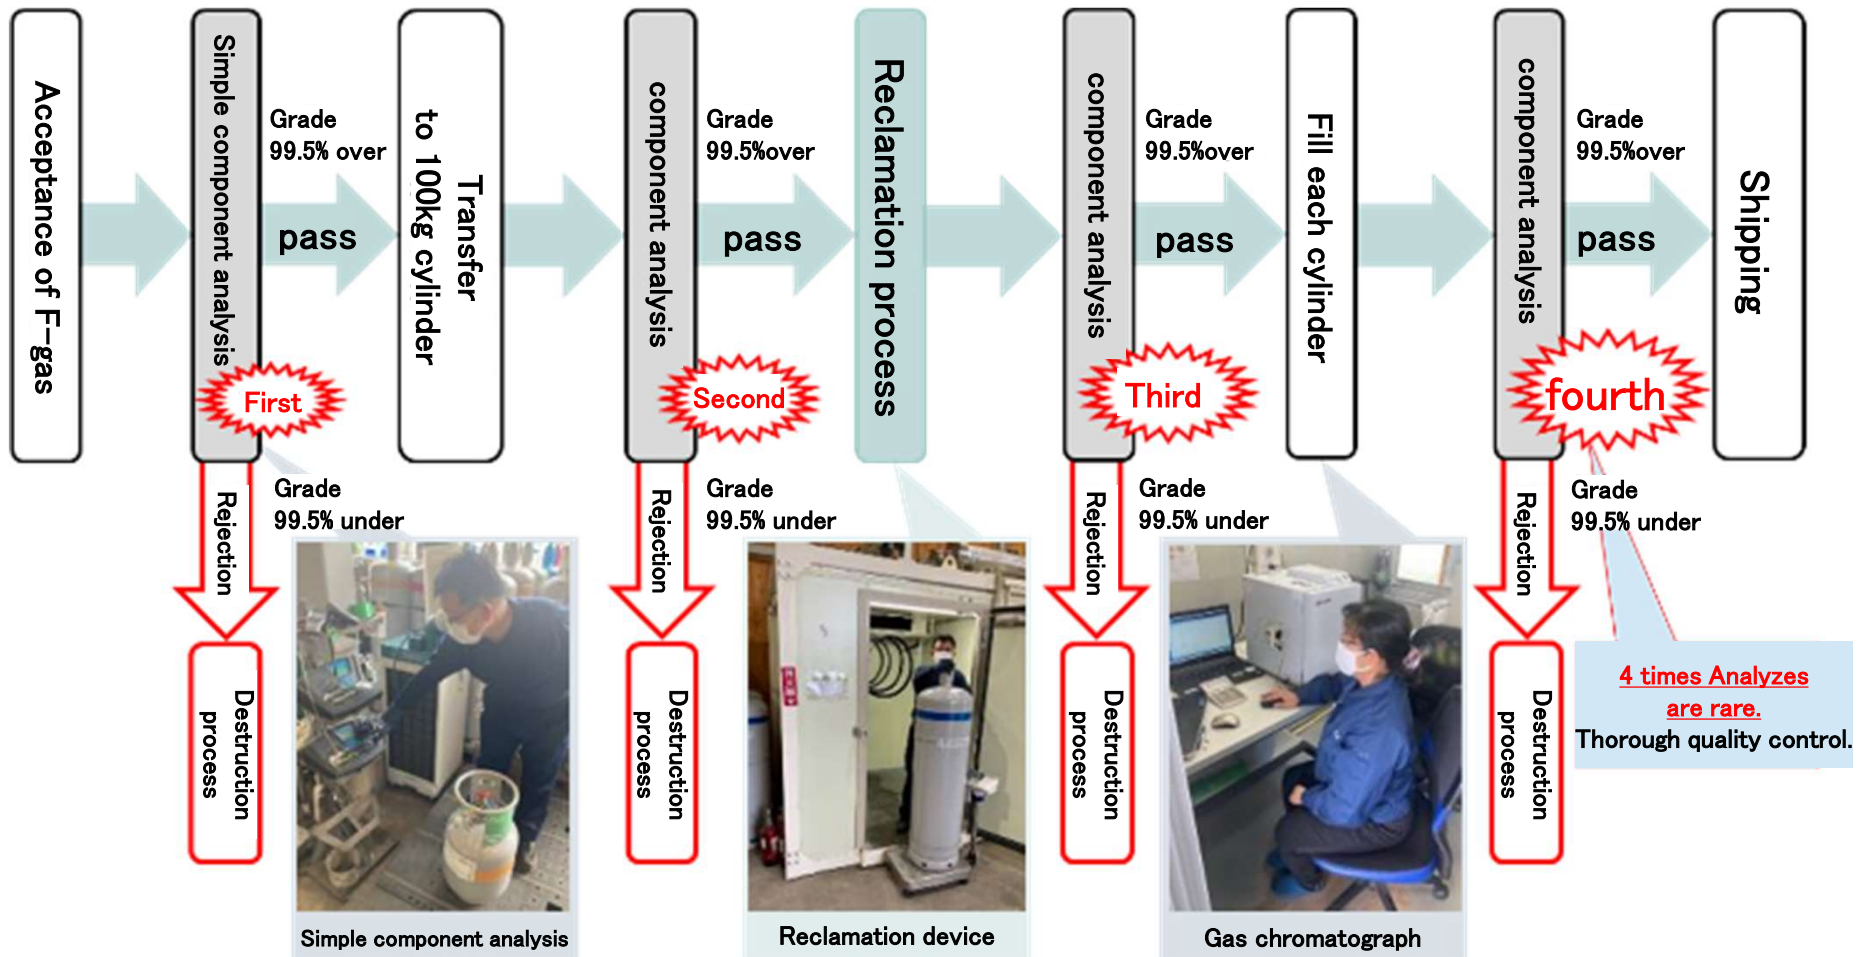 Acceptance of F-gas
Simple component analysis
Grade
99.5% over
pass
Transfer
to 100kg cylinder
component analysis
Grade
99.5%over
pass
Reclamation process
component analysis
Grade
99.5%over
pass
Fill each cylinder
component analysis
Grade
99.5%over
pass
Shipping
First
Second
Third
fourth
Rejection
Grade
99.5% under
Rejection
Grade
99.5% under
Rejection
Grade
99.5% under
Rejection
Grade
99.5% under
Destruction
process
Destruction
process
Destruction
process
Destruction
process
4 times Analyzes
are rare.
Thorough quality control.
Simple component analysis
Reclamation device
Gas chromatograph